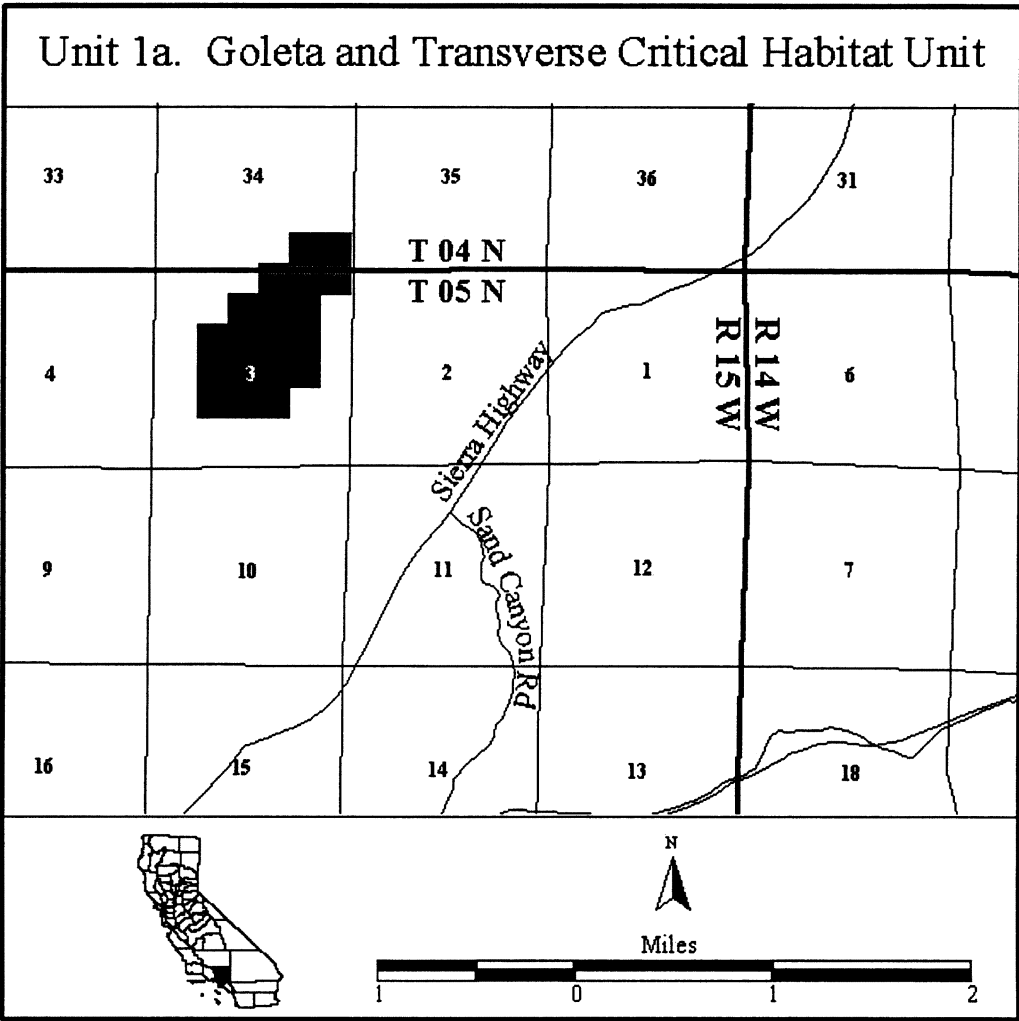 Unit 1a. Goleta and Transverse Critical Habitat Unit
33
34
35
36
31
T 04 N
T 05 N
R 15 W
R 14 W
4
3
2
1
6
Sierra Highway
Sand Canyon Rd
9
10
11
12
7
16
15
14
13
18
N
Miles
1
0
1
2